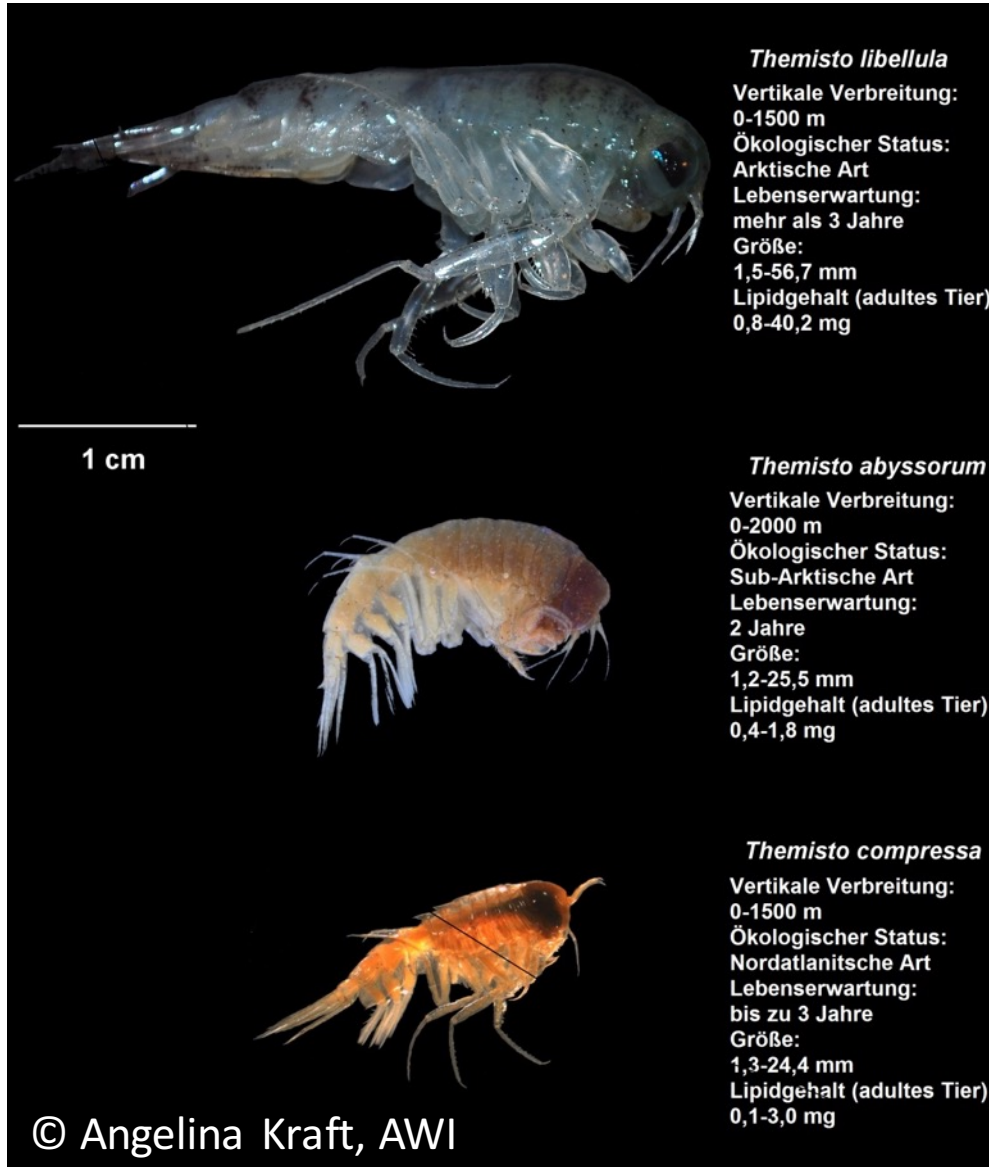 Themisto libellula
Vertikale Verbreitung:
0-1500 m
Ökologischer Status:
Arktische Art
Lebenserwartung:
mehr als 3 Jahre
Größe:
1,5-56,7 mm
Lipidgehalt (adultes Tier)
0,8-40,2 mg
1 cm
Themisto abyssorum
Vertikale Verbreitung:
0-2000 m
Ökologischer Status:
Sub-Arktische Art
Lebenserwartung:
2 Jahre
Größe:
1,2-25,5 mm
Lipidgehalt (adultes Tier)
0,4-1,8 mg
Themisto compressa
Vertikale Verbreitung:
0-1500 m
Ökologischer Status:
Nordatlanitsche Art
Lebenserwartung:
bis zu 3 Jahre
Größe:
1,3-24,4 mm
Lipidgehalt (adultes Tier)
0,1-3,0 mg
© Angelina Kraft, AWI